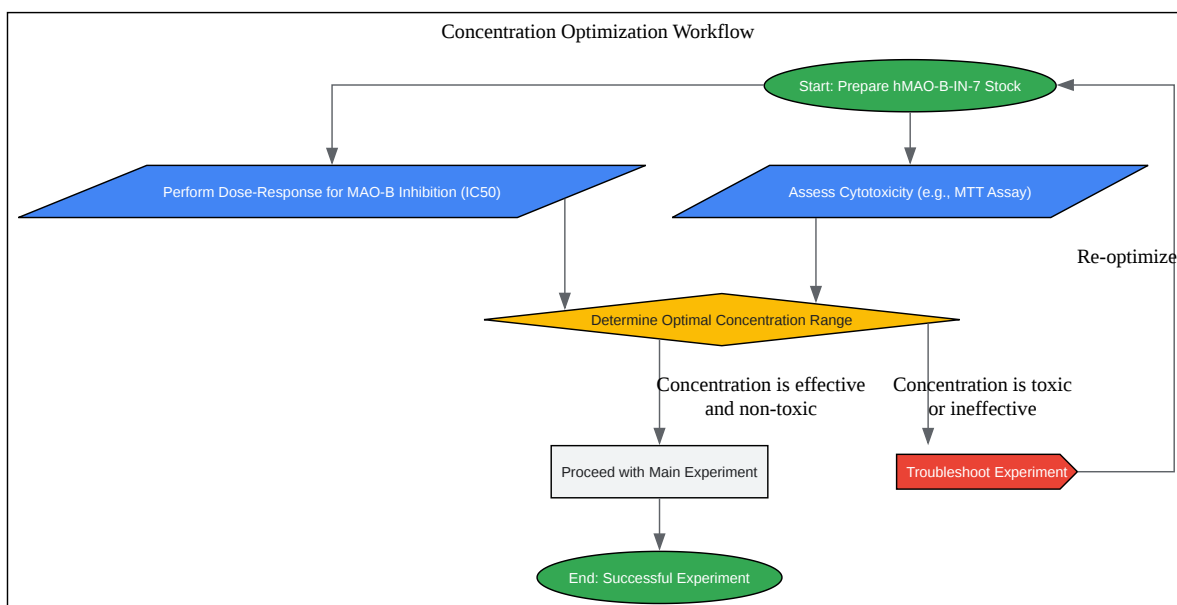 Concentration Optimization Workflow
Start: Prepare hMAO-B-IN-7 Stock
Perform Dose-Response for MAO-B Inhibition (IC50)
Assess Cytotoxicity (e.g., MTT Assay)
Re-optimize
Determine Optimal Concentration Range
Concentration is effective
and non-toxic
Concentration is toxic
or ineffective
Proceed with Main Experiment
Troubleshoot Experiment
End: Successful Experiment